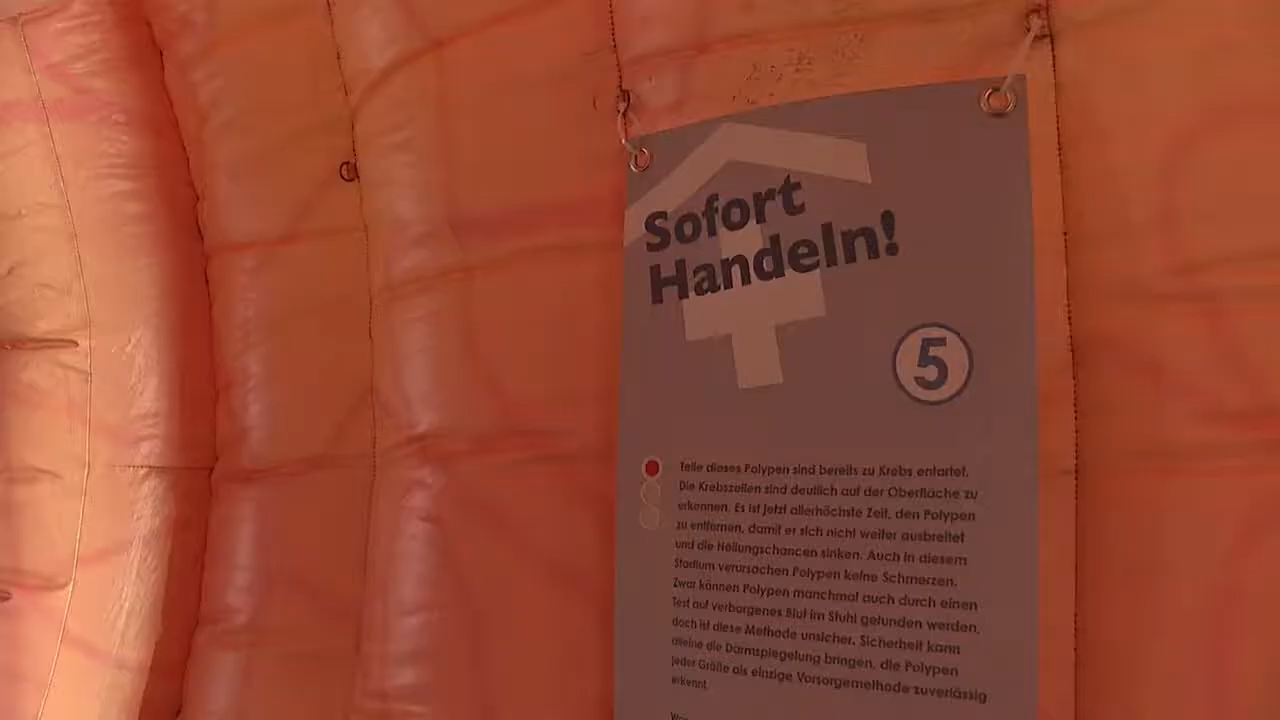 Sofort
Handeln!
5
Teile dieses Polypen sind bereits zu Krebs entartet.
Die Krebszellen sind deutlich auf der Oberfläche zu
erkennen. Es ist jetzt allerhöchste Zeit, den Polypen
zu entfernen, damit er sich nicht weiter ausbreitet
und die Heilungschancen sinken. Auch in diesem
Stadium verursachen Polypen keine Schmerzen.
Zwar können Polypen manchmal auch durch einen
Test auf verborgenes Blut im Stuhl gefunden werden,
doch ist diese Methode unsicher. Sicherheit kann
alleine die Darmspiegelung bringen, die Polypen
jeder Größe als einzige Vorsorgemethode zuverlässig
erkennt.